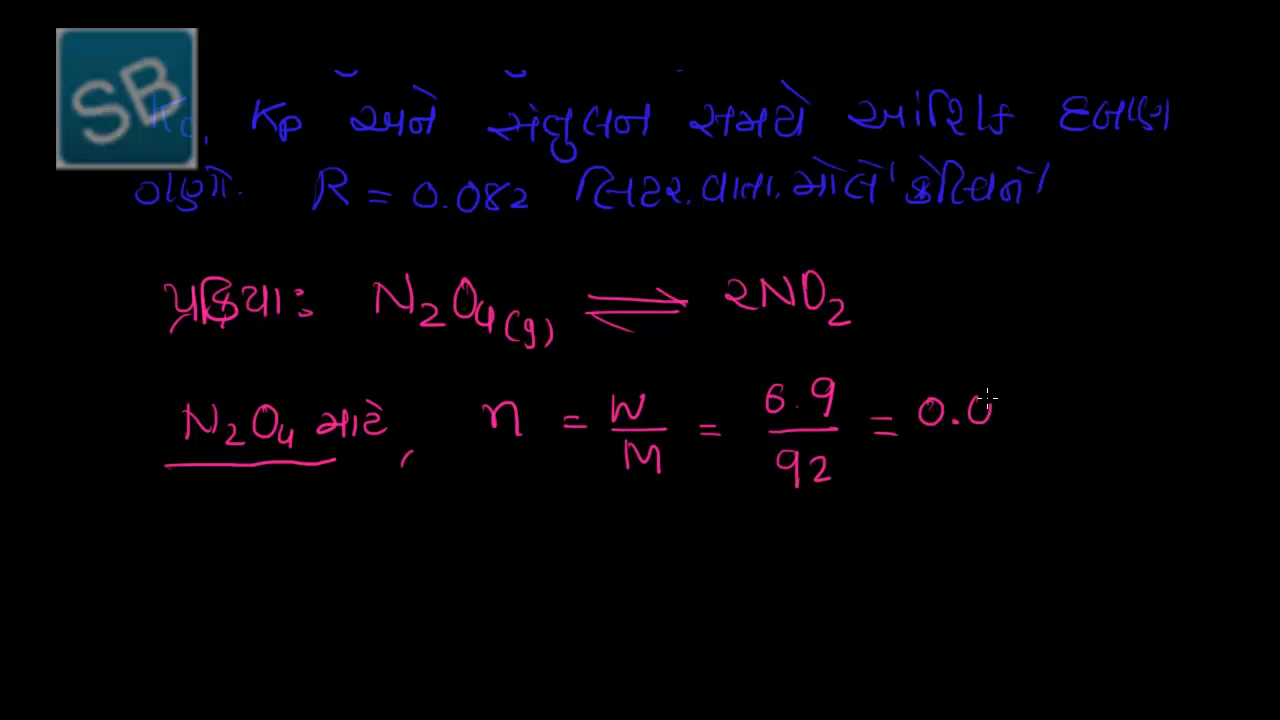 SB
Kc, Kp અને સંતુલન સમયે આંશિક દબાણ
ગણો. R = 0.082 લિટર.વાતા.મોલ⁻¹ કેલ્વિન⁻¹
પ્રક્રિયા: N₂O₄(g) ⇌ 2NO₂
N₂O₄ માટે, n = W/M = 6.9/92 = 0.0